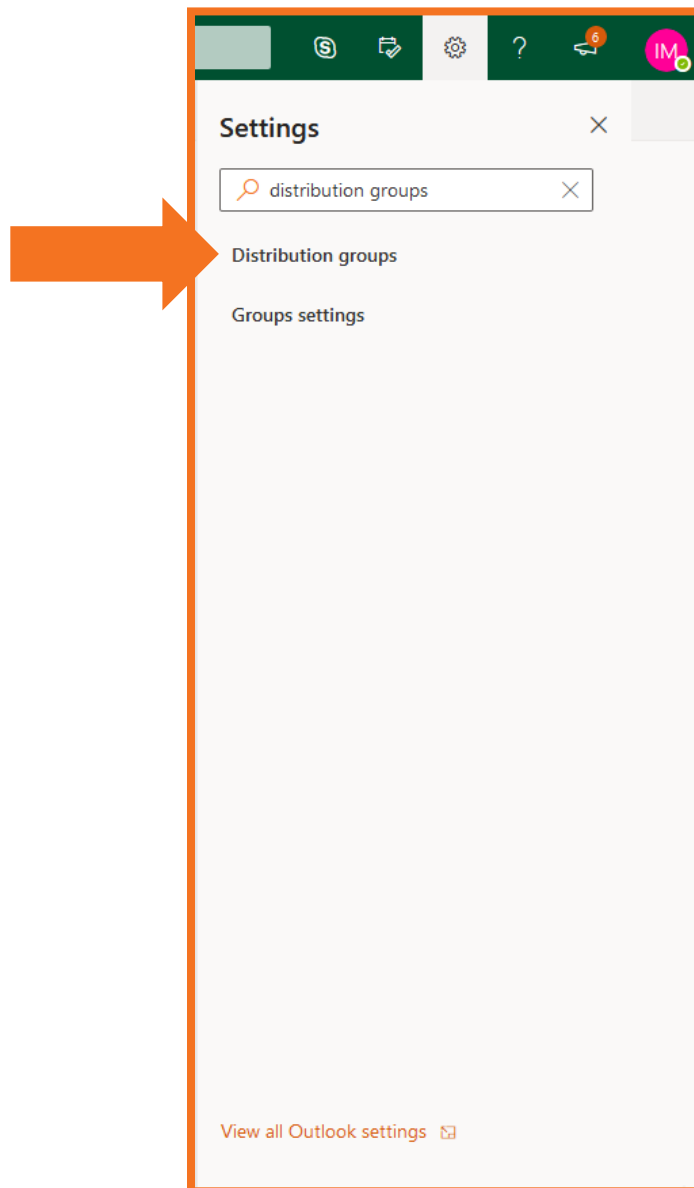 S
?
6
IM
Settings
distribution groups
Distribution groups
Groups settings
View all Outlook settings